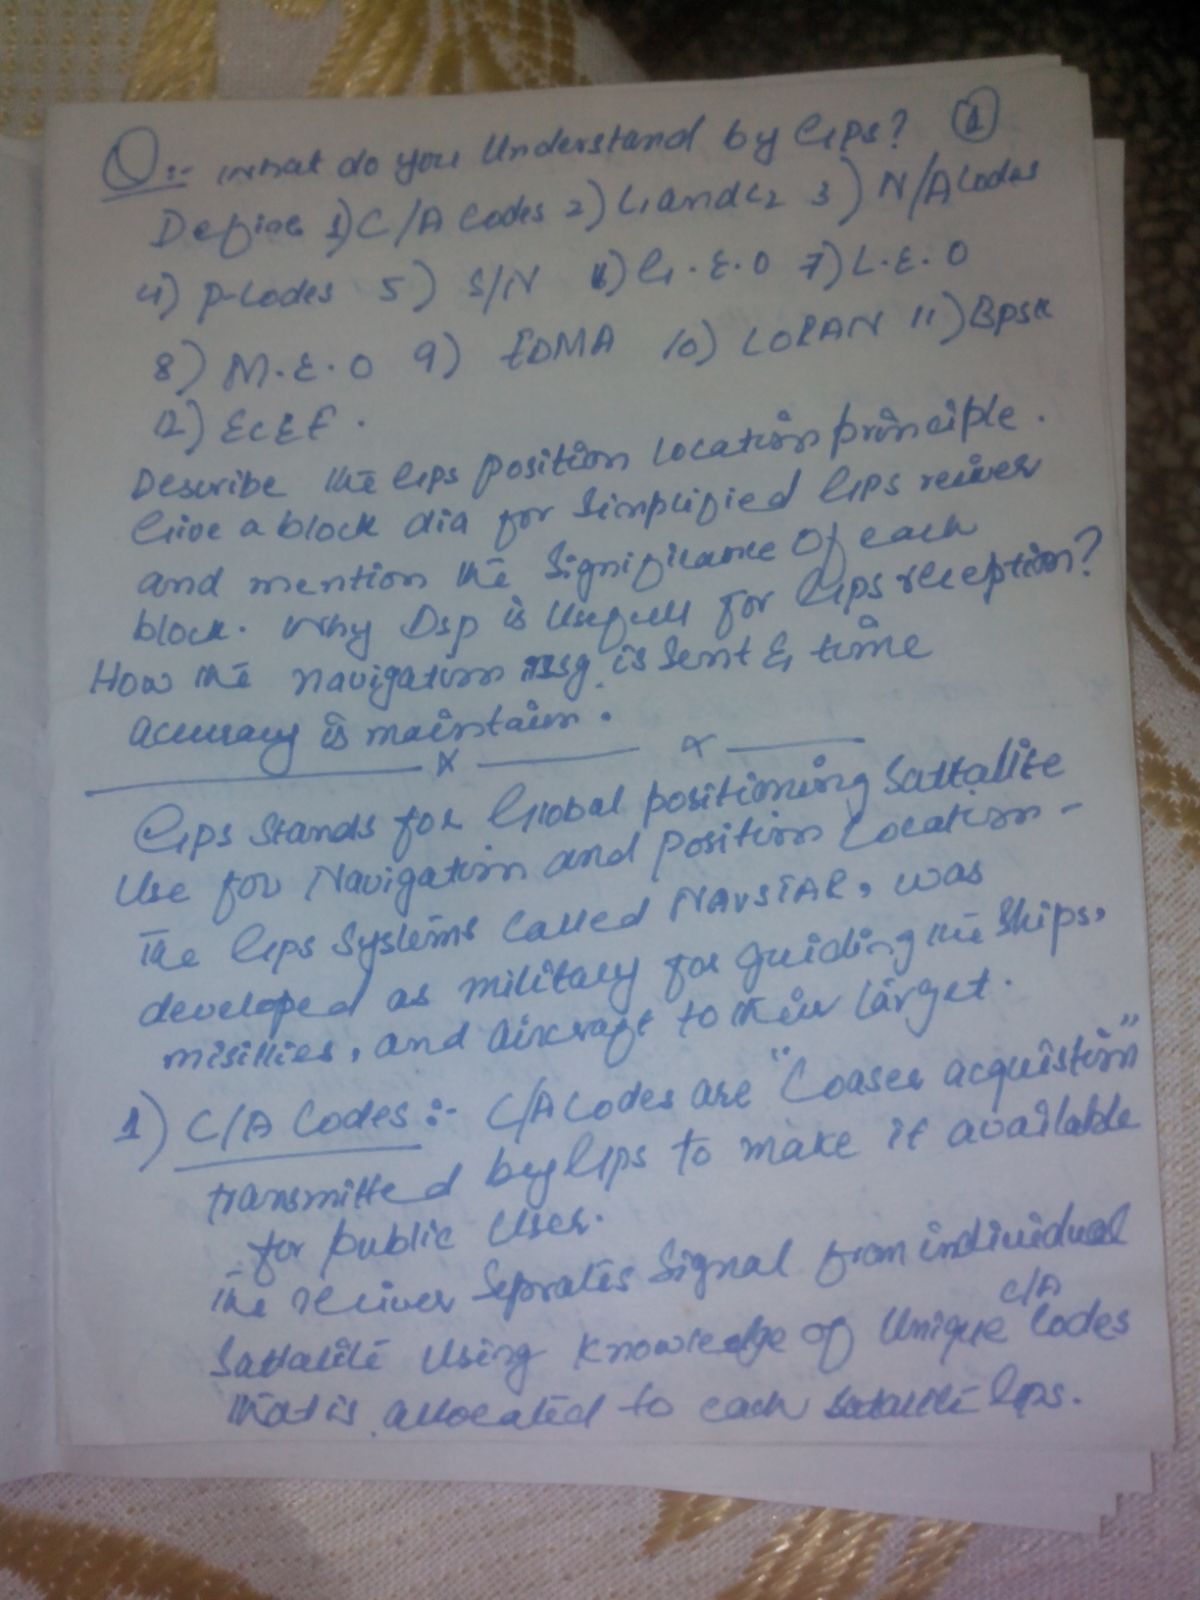 Q:- What do you Understand by GPS? ①
Define 1) C/A Codes 2) L1 and L2 3) N/A Codes
4) P-Codes 5) S/N 6) G.E.O 7) L.E.O
8) M.E.O 9) FDMA 10) LORAN 11) BPSK
12) ECEF.
Describe the GPS position Location principle.
Give a block dia for Simplified GPS reiver
and mention the Significance of each
block. Why DSP is Usefull for GPS reception?
How the navigation msg is Sent & time
accuracy is maintain.
x x
GPS Stands for Global positioning Sattalite
Use for Navigation and position Location-
The GPS Systems called NAVSTAR, was
developed as military for guiding the Ships,
misillies, and aircraft to their target.
1) C/A Codes:- C/A Codes are "Coaser acquistion"
transmitted by GPS to make it available
for public User.
The reciver Seprates Signal from individual
Sattalite Using Knowledge of Unique C/A Codes
that is allocated to each satalite GPS.